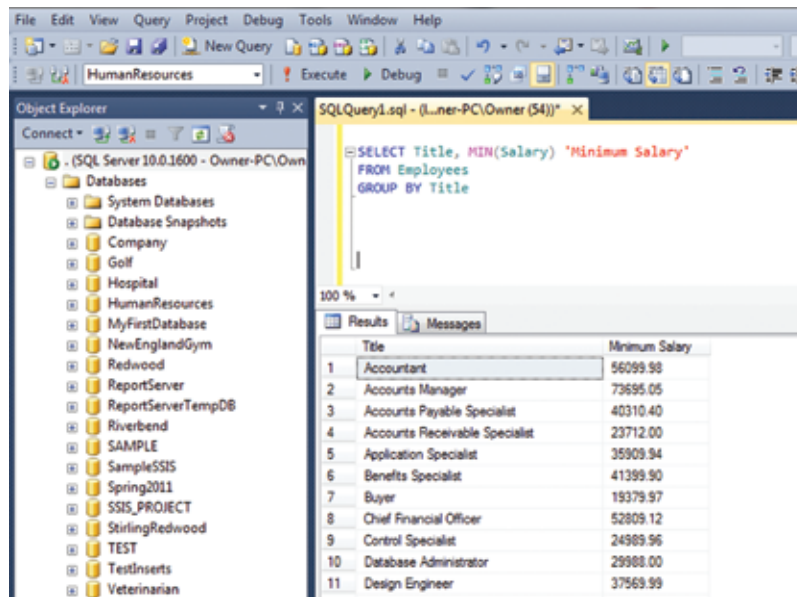 File Edit View Query Project Debug Tools Window Help
New Query
HumanResources
Execute Debug
Object Explorer
Connect
. (SQL Server 10.0.1600 - Owner-PC\Own
Databases
System Databases
Database Snapshots
Company
Golf
Hospital
HumanResources
MyFirstDatabase
NewEnglandGym
Redwood
ReportServer
ReportServerTempDB
Riverbend
SAMPLE
SampleSSIS
Spring2011
SSIS_PROJECT
StirlingRedwood
TEST
TestInserts
Veterinarian
SQLQuery1.sql - (l...ner-PC\Owner (54))*
SELECT Title, MIN(Salary) 'Minimum Salary'
FROM Employees
GROUP BY Title
100 %
Results Messages
Title Minimum Salary
1 Accountant 56099.98
2 Accounts Manager 73695.05
3 Accounts Payable Specialist 40310.40
4 Accounts Receivable Specialist 23712.00
5 Application Specialist 35909.94
6 Benefits Specialist 41399.90
7 Buyer 19379.97
8 Chief Financial Officer 52809.12
9 Control Specialist 24989.96
10 Database Administrator 29988.00
11 Design Engineer 37569.99